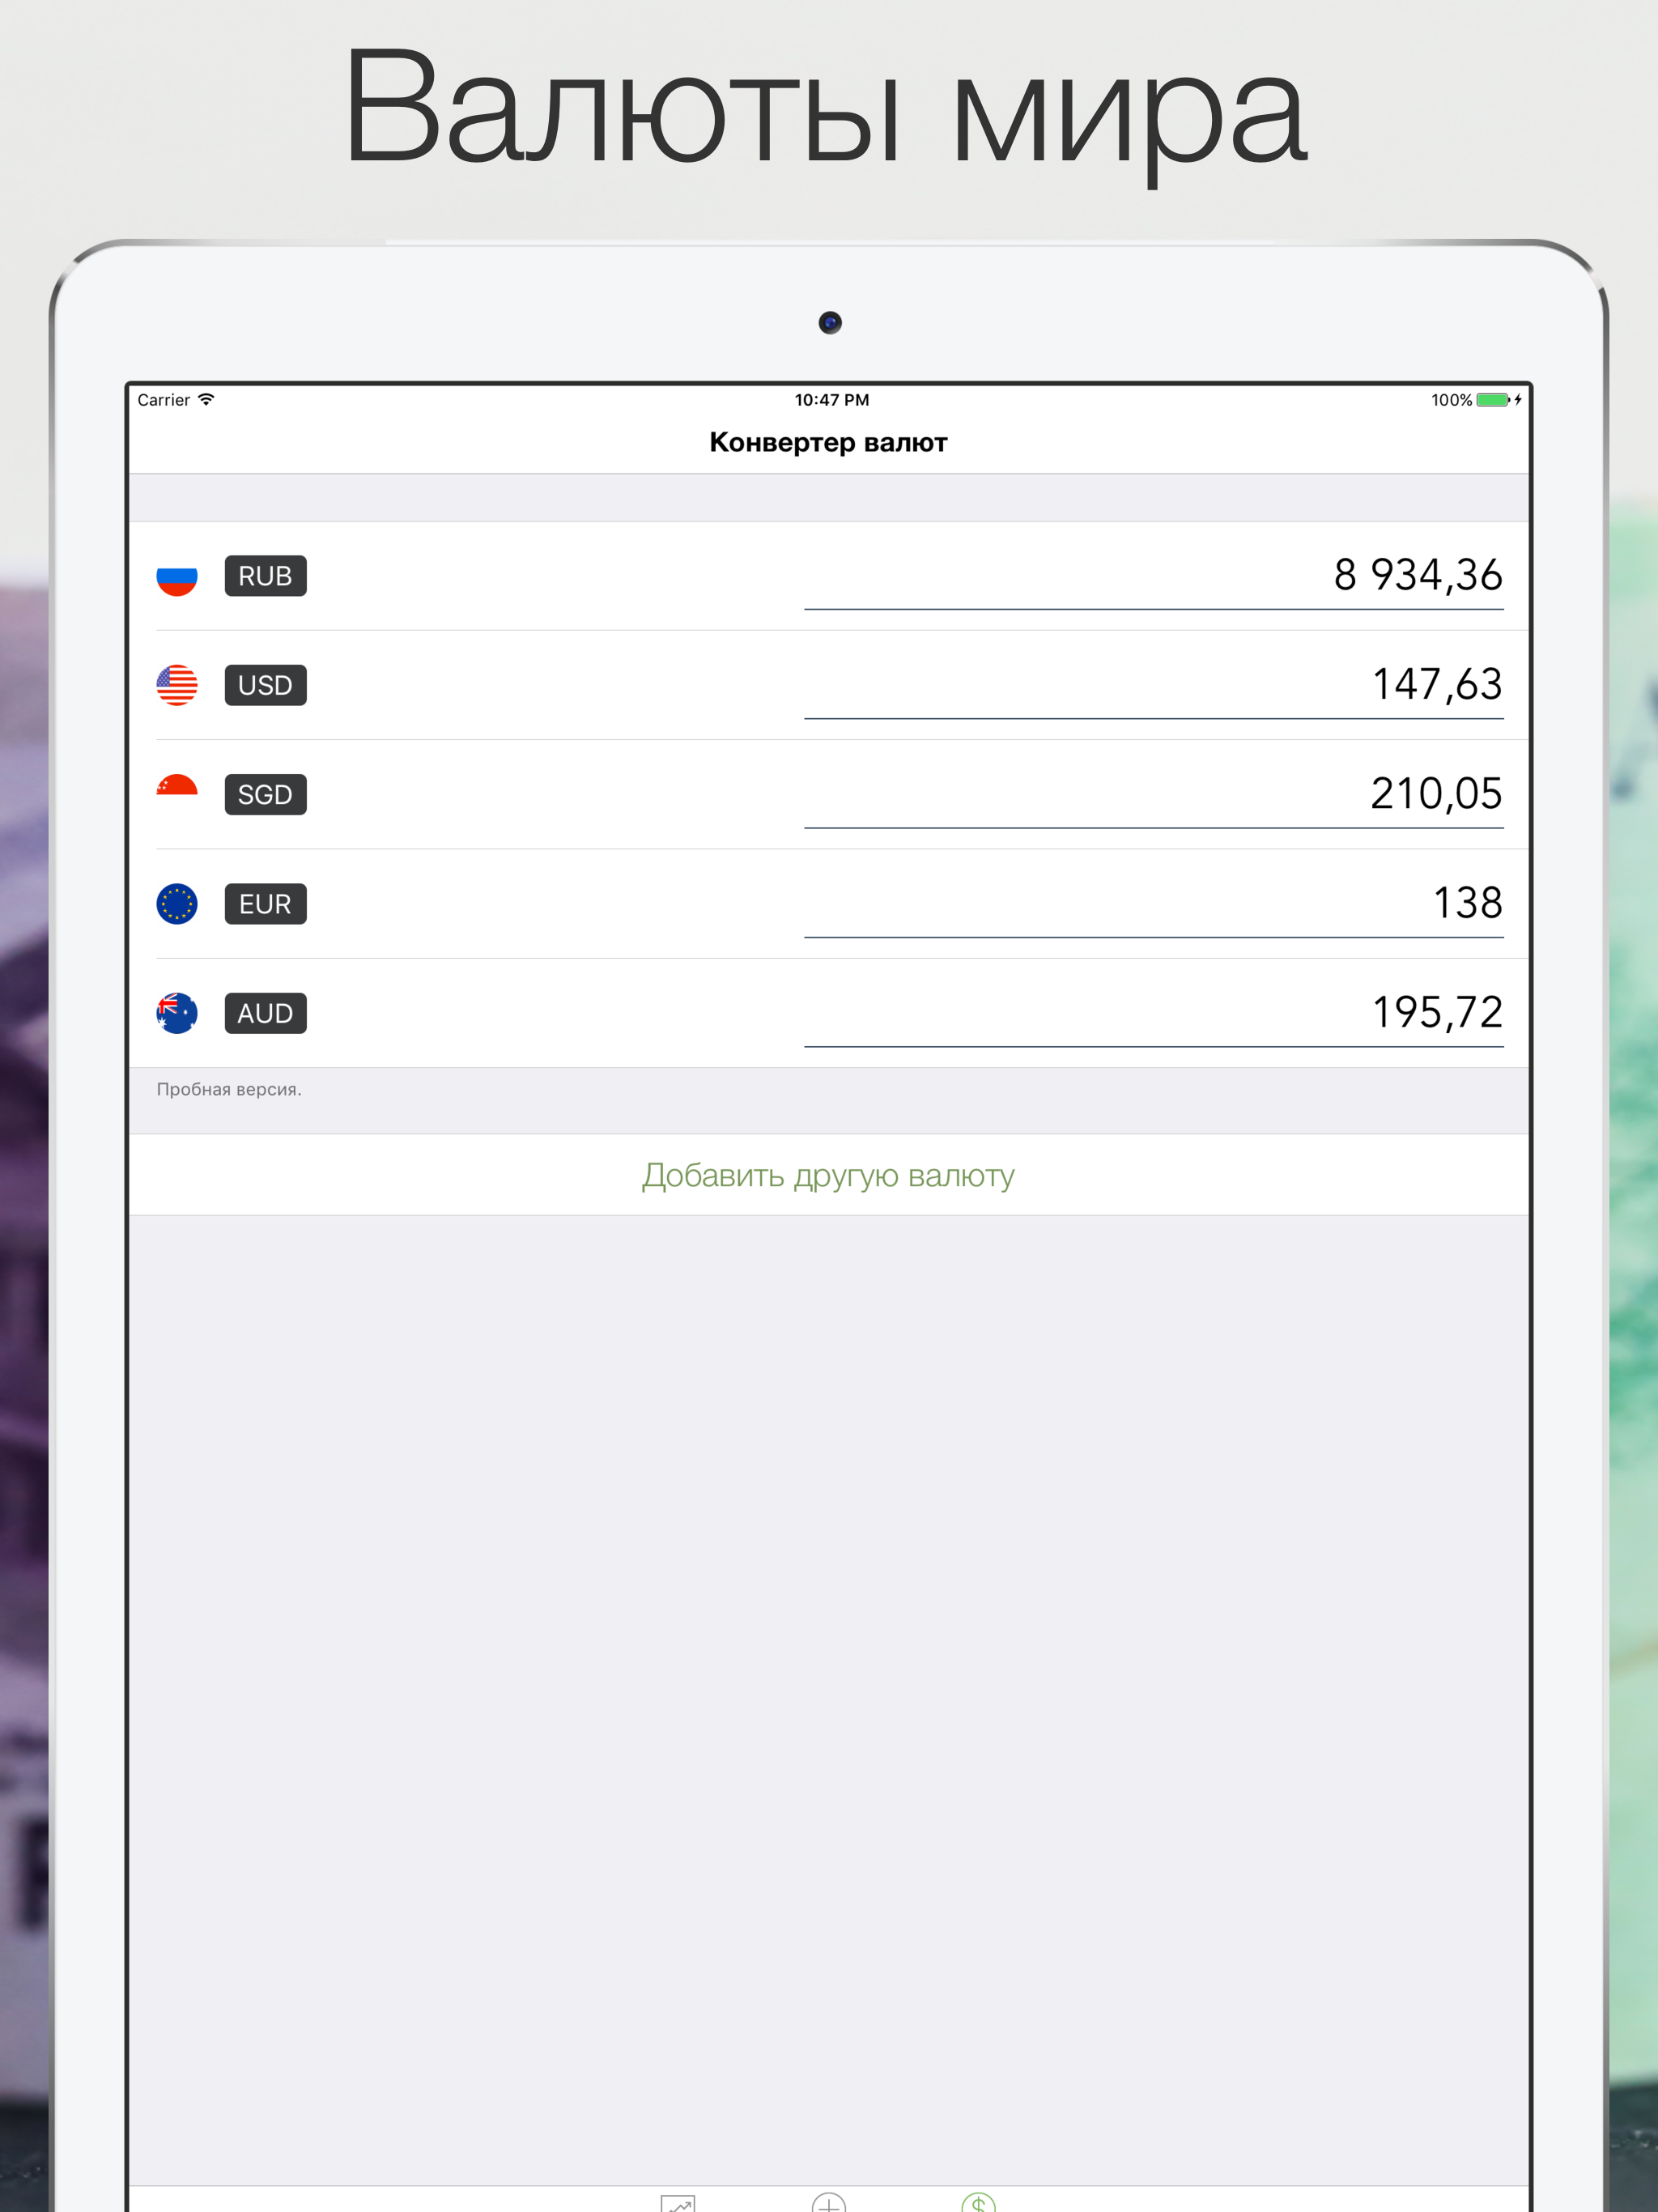 Валюты мира
Carrier 10:47 PM 100%
Конвертер валют
RUB 8 934,36
USD 147,63
SGD 210,05
EUR 138
AUD 195,72
Пробная версия.
Добавить другую валюту